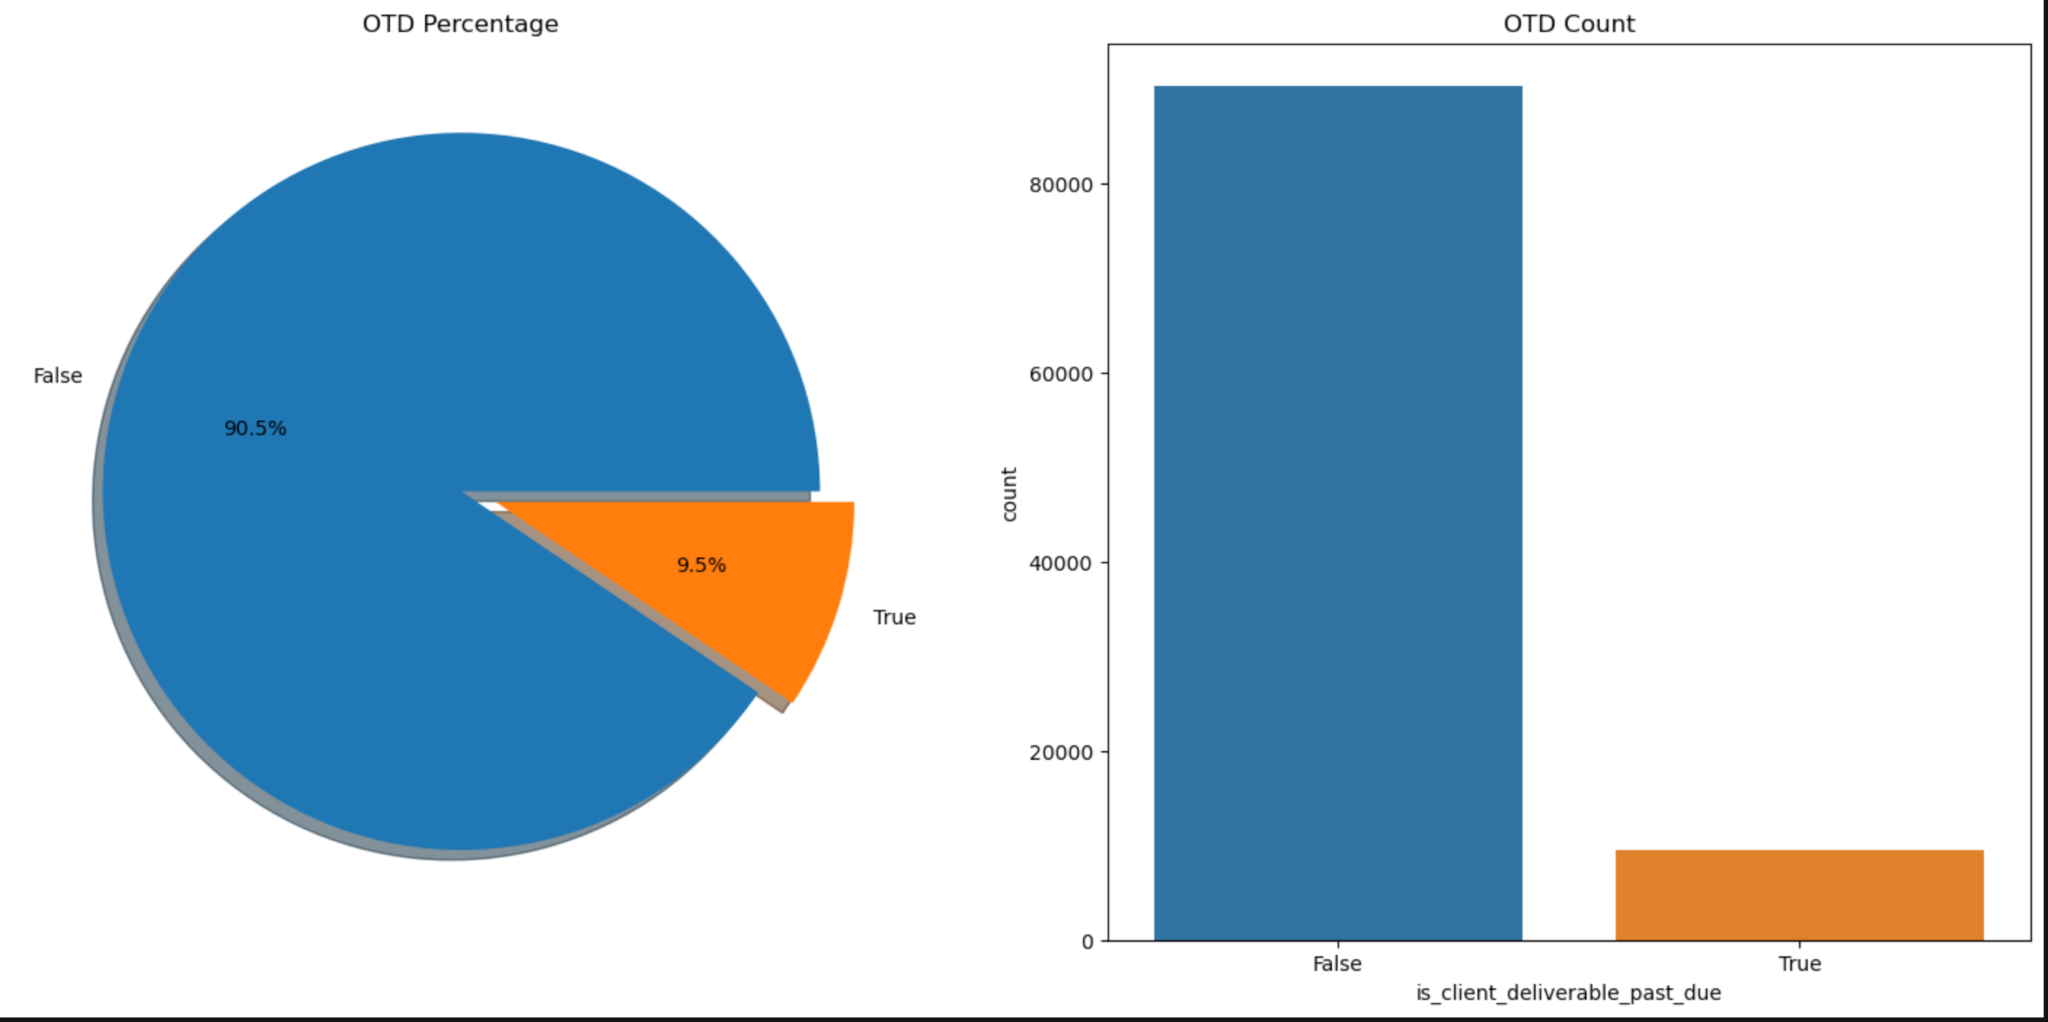 OTD Percentage
False
90.5%
9.5%
True
OTD Count
count
80000
60000
40000
20000
0
False
True
is_client_deliverable_past_due